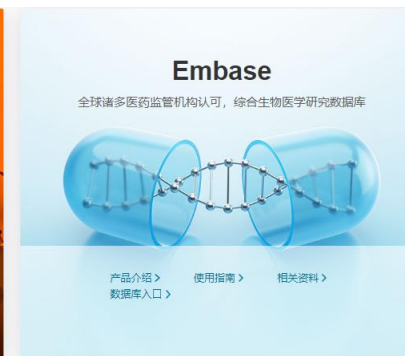 Embase
全球诸多医药监管机构认可，综合生物医学研究数据库
产品介绍 > 使用指南 > 相关资料 >
数据库入口 >